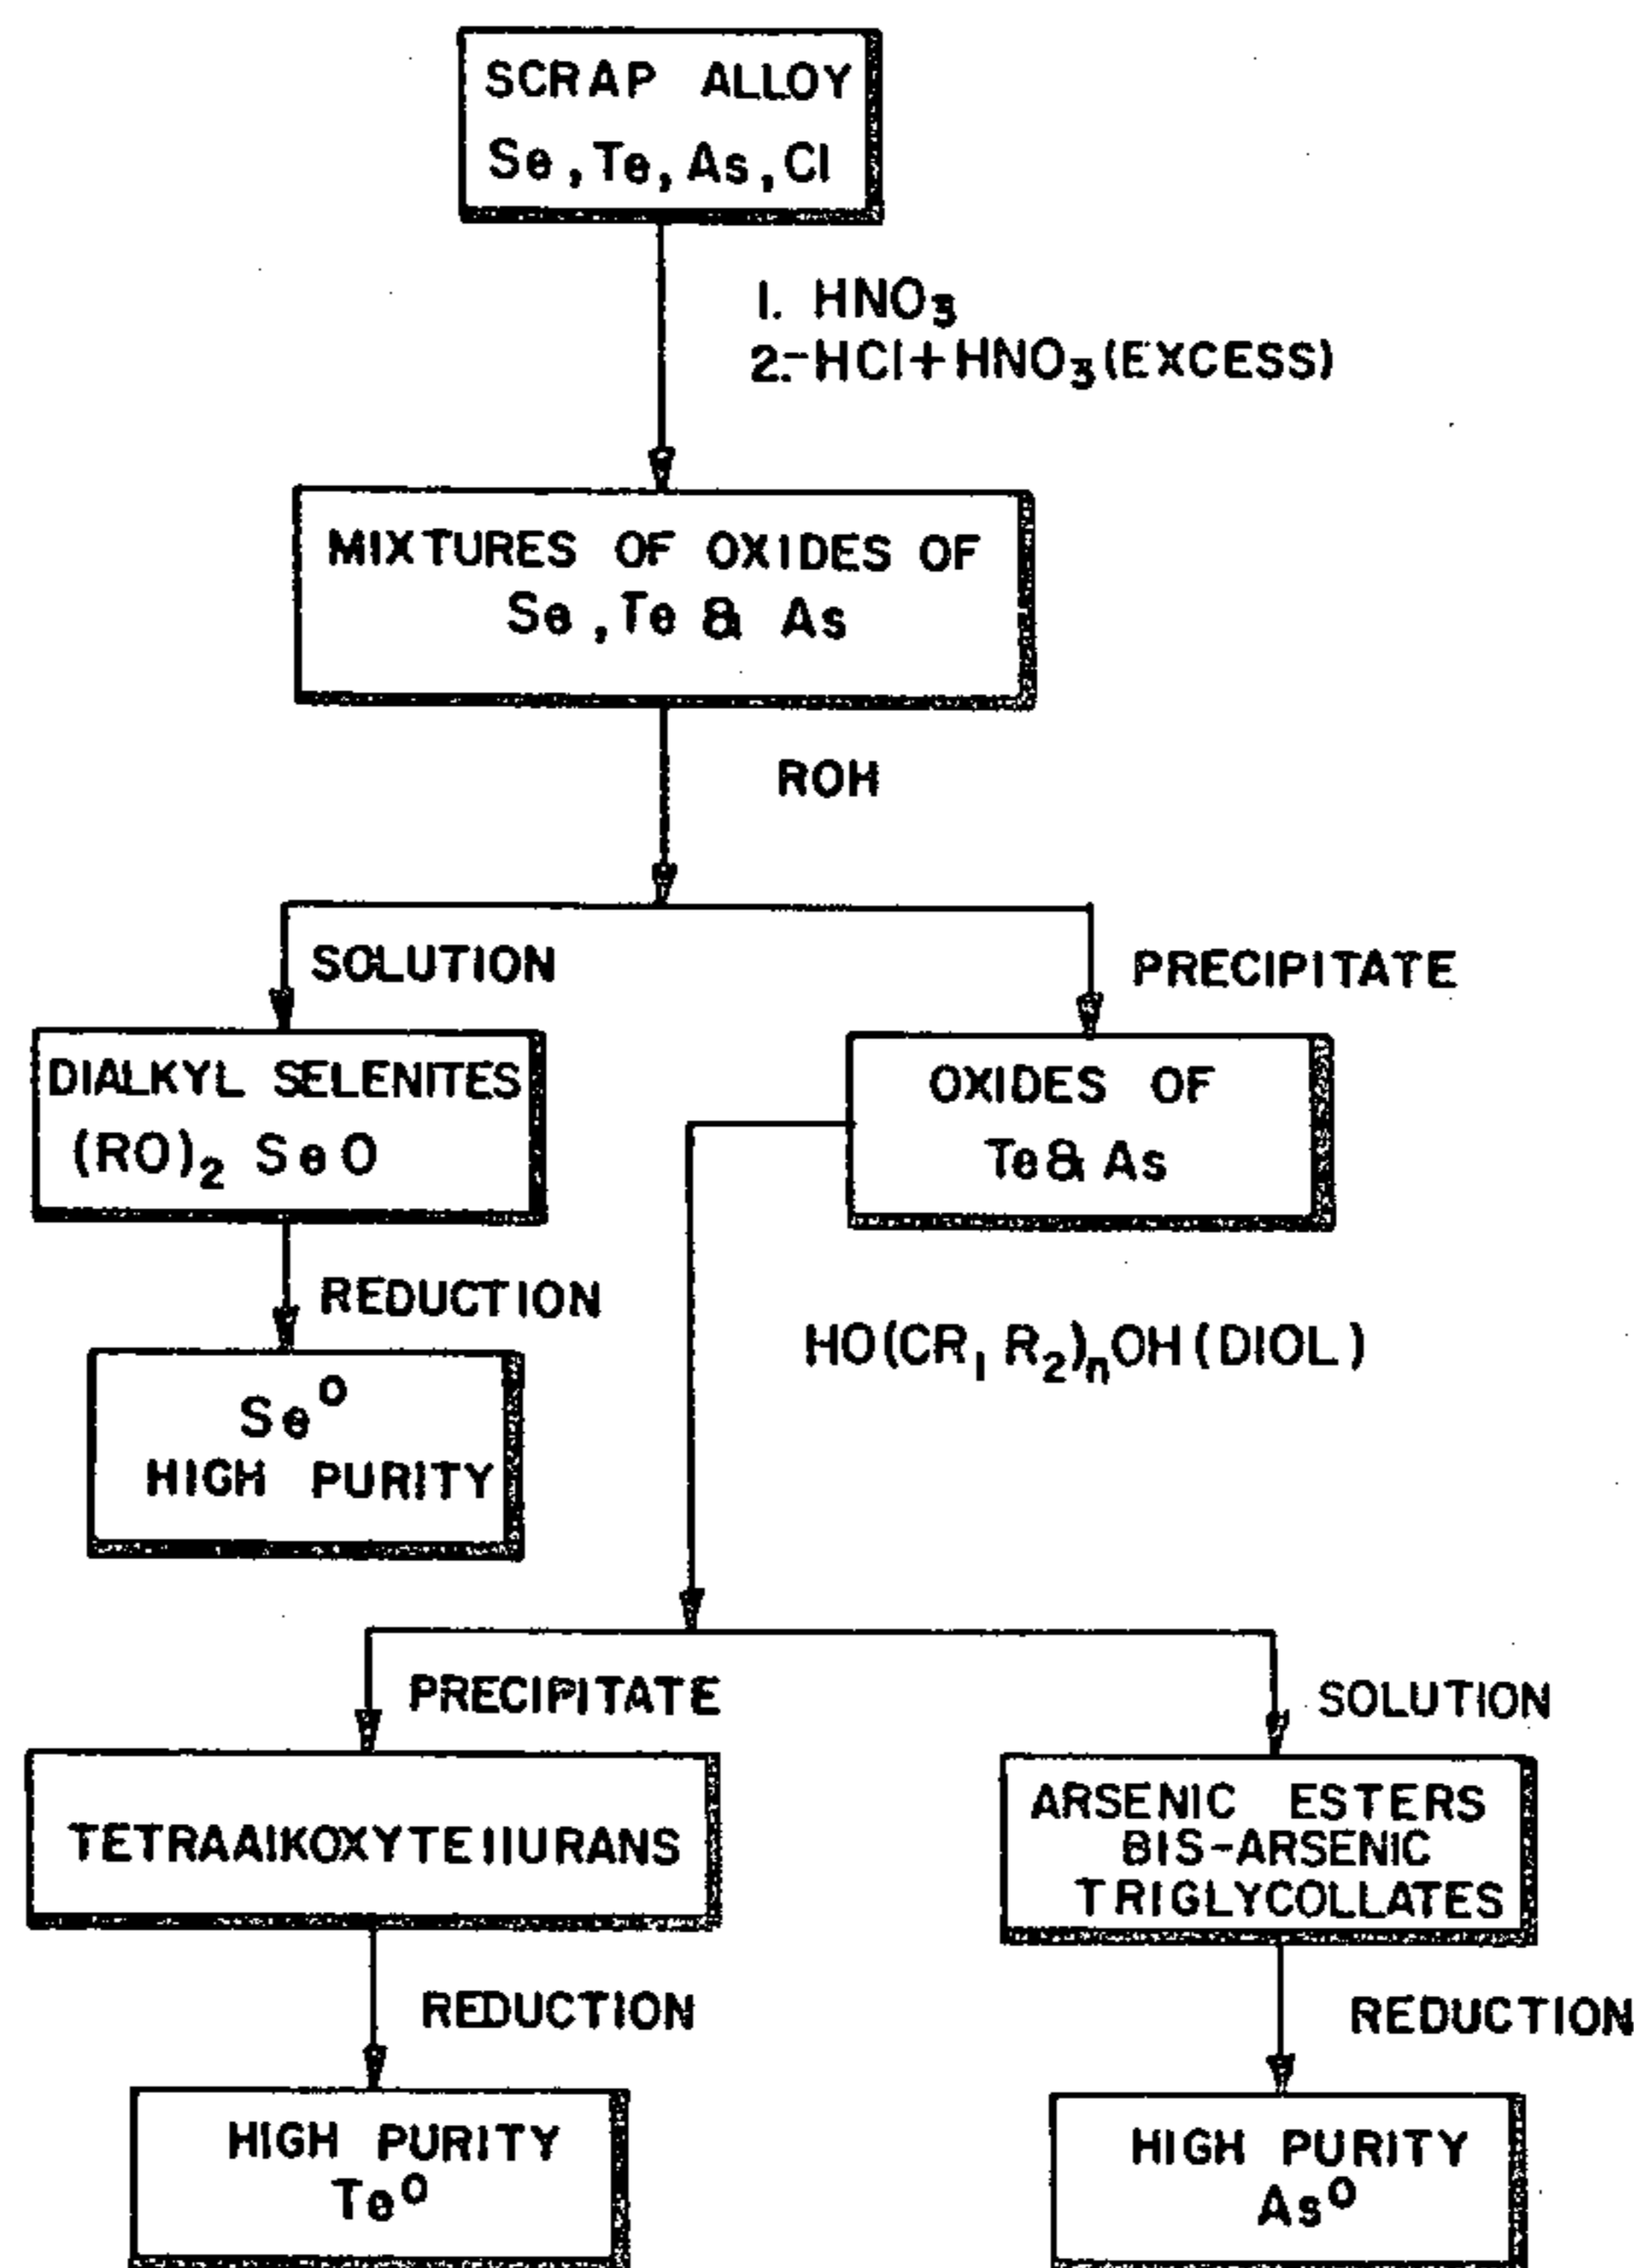 SCRAP ALLOY
Se, Te, As, Cl
1. HNO₃
2.-HCl+HNO₃(EXCESS)
MIXTURES OF OXIDES OF
Se, Te & As
ROH
SOLUTION
PRECIPITATE
DIALKYL SELENITES
(RO)₂ SeO
OXIDES OF
Te & As
REDUCTION
HO(CR₁ R₂)ₙOH(DIOL)
Se⁰
HIGH PURITY
PRECIPITATE
SOLUTION
TETRAAlKOXYTEllURANS
ARSENIC ESTERS
BIS-ARSENIC
TRIGLYCOLLATES
REDUCTION
REDUCTION
HIGH PURITY
Te⁰
HIGH PURITY
As⁰